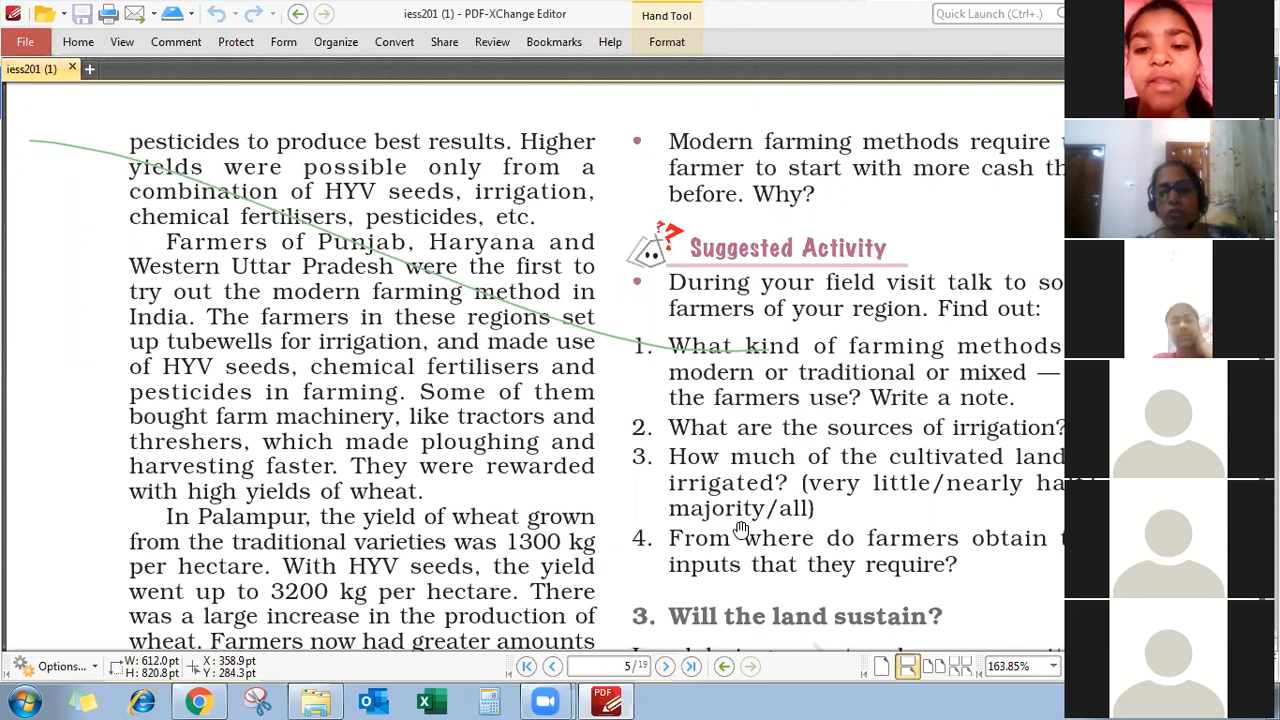 iess201 (1) - PDF-XChange Editor
Hand Tool
Quick Launch (Ctrl+.)
File Home View Comment Protect Form Organize Convert Share Review Bookmarks Help Format
iess201 (1)
pesticides to produce best results. Higher
yields were possible only from a
combination of HYV seeds, irrigation,
chemical fertilisers, pesticides, etc.
Farmers of Punjab, Haryana and
Western Uttar Pradesh were the first to
try out the modern farming method in
India. The farmers in these regions set
up tubewells for irrigation, and made use
of HYV seeds, chemical fertilisers and
pesticides in farming. Some of them
bought farm machinery, like tractors and
threshers, which made ploughing and
harvesting faster. They were rewarded
with high yields of wheat.
In Palampur, the yield of wheat grown
from the traditional varieties was 1300 kg
per hectare. With HYV seeds, the yield
went up to 3200 kg per hectare. There
was a large increase in the production of
wheat. Farmers now had greater amounts
• Modern farming methods require
farmer to start with more cash
before. Why?
Suggested Activity
• During your field visit talk to
farmers of your region. Find out:
1. What kind of farming methods
modern or traditional or mixed —
the farmers use? Write a note.
2. What are the sources of irrigation?
3. How much of the cultivated land
irrigated? (very little/nearly
majority/all)
4. From where do farmers obtain
inputs that they require?
3. Will the land sustain?
Options...
W: 612.0pt
H: 820.8pt
X: 358.9pt
Y: 284.3pt
5 / 19
163.85%
PDF